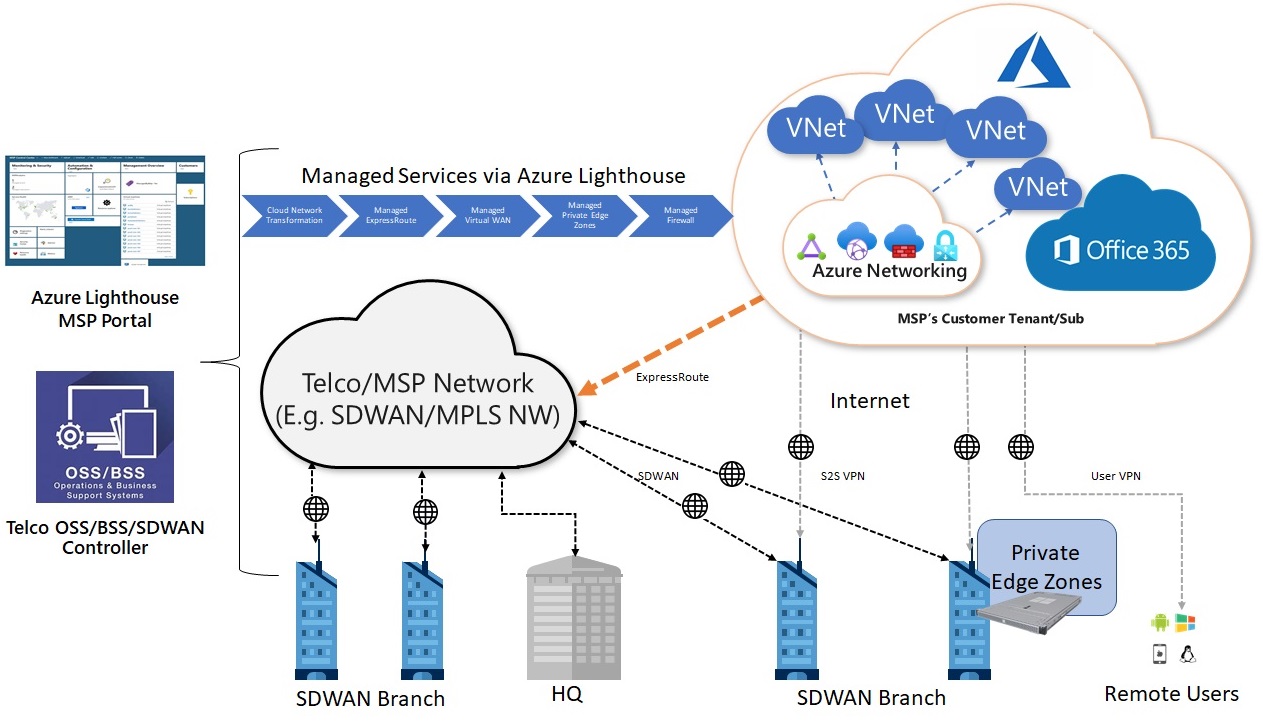 VNet
VNet
VNet
VNet
Office 365
Azure Networking
MSP's Customer Tenant/Sub
Managed Services via Azure Lighthouse
Cloud Network
Transformation
Managed
ExpressRoute
Managed
Virtual WAN
Managed
Private Edge
Zones
Managed
Firewall
Azure Lighthouse
MSP Portal
OSS/BSS
Operations & Business
Support Systems
Telco OSS/BSS/SDWAN
Controller
Telco/MSP Network
(E.g. SDWAN/MPLS NW)
ExpressRoute
Internet
SDWAN
S2S VPN
User VPN
Private
Edge Zones
SDWAN Branch
HQ
SDWAN Branch
Remote Users